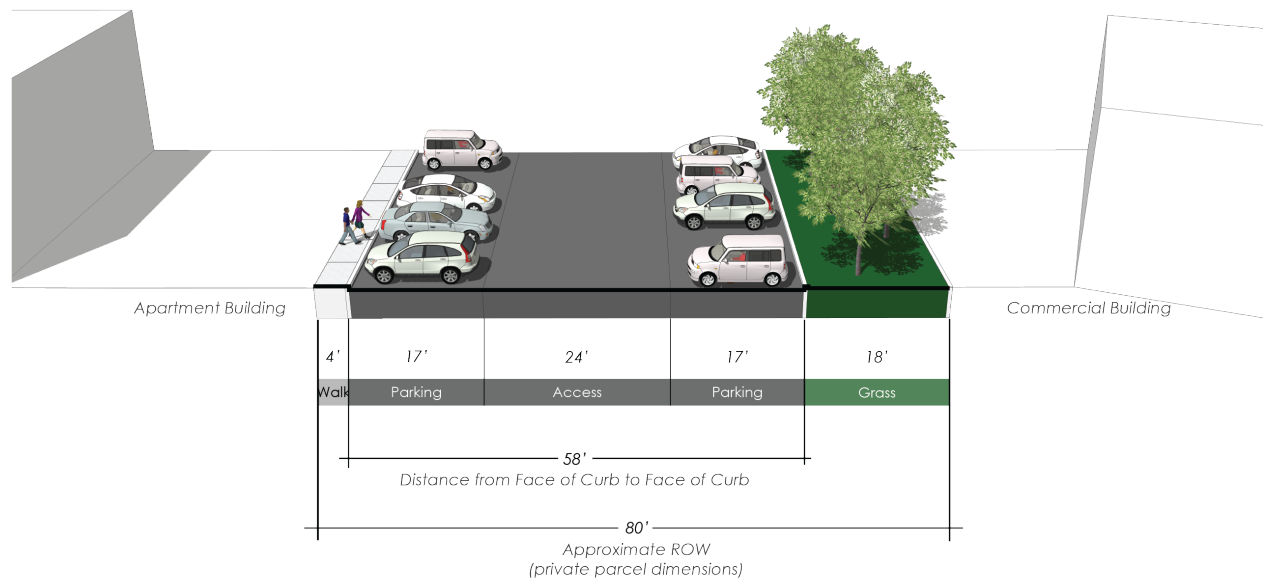 Apartment Building
Commercial Building
4’ 17’ 24’ 17’ 18’
Walk Parking Access Parking Grass
58’
Distance from Face of Curb to Face of Curb
80’
Approximate ROW
(private parcel dimensions)